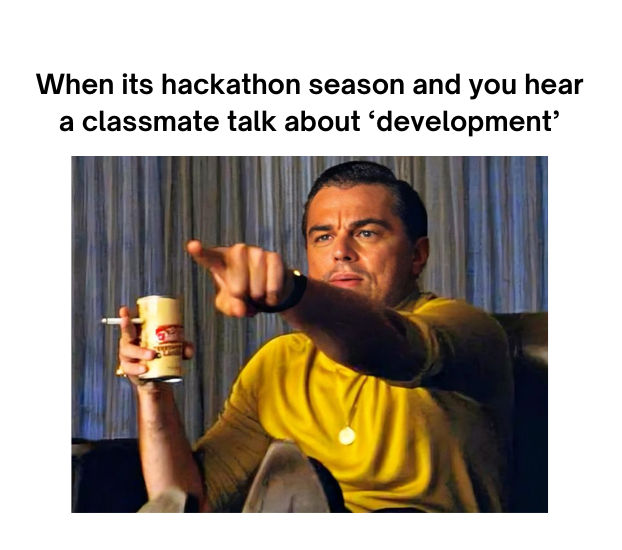 When its hackathon season and you hear
a classmate talk about ‘development’